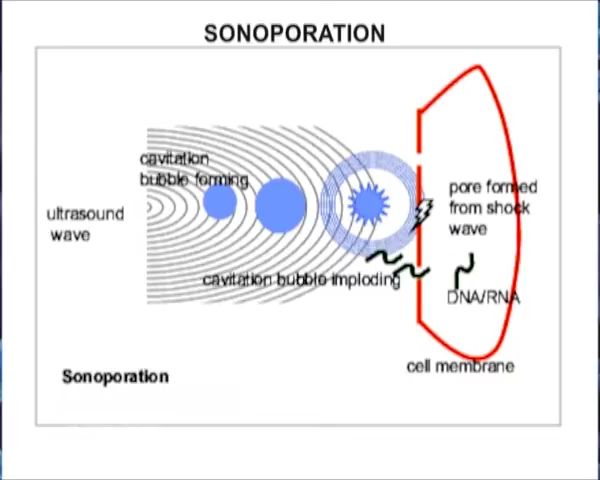 SONOPORATION
cavitation
bubble forming
ultrasound
wave
pore formed
from shock
wave
cavitation bubble imploding
DNA/RNA
cell membrane
Sonoporation